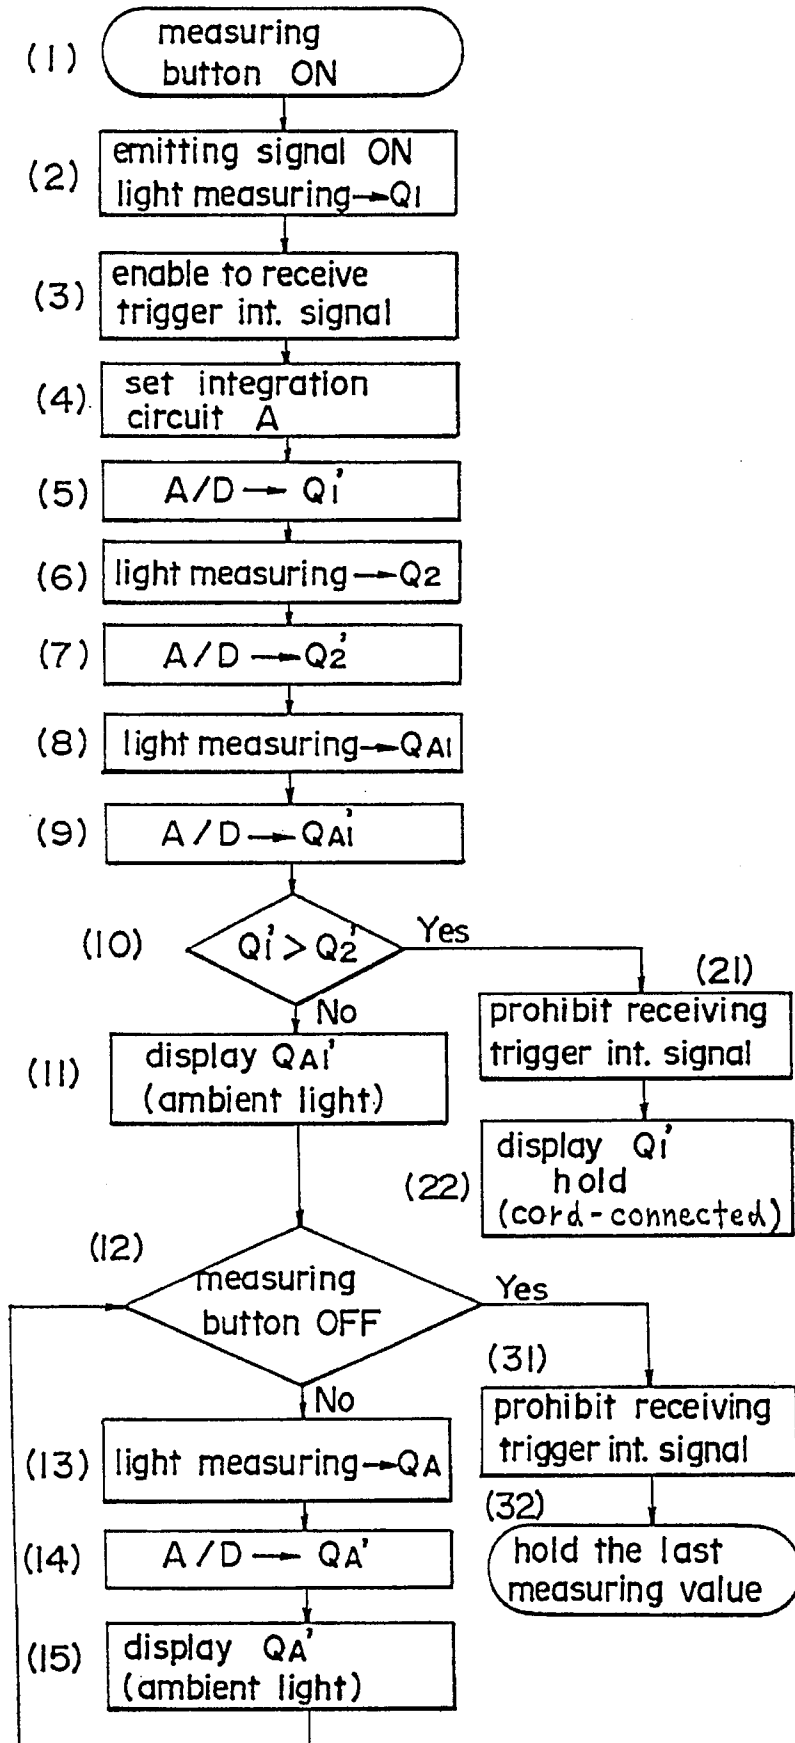 (1)
measuring
button ON
(2)
emitting signal ON
light measuring→Q1
(3)
enable to receive
trigger int. signal
(4)
set integration
circuit A
(5)
A/D → Q1'
(6)
light measuring→Q2
(7)
A/D → Q2'
(8)
light measuring→QA1
(9)
A/D → QA1'
(10)
Q1' > Q2'
Yes
No
(21)
prohibit receiving
trigger int. signal
(11)
display QA1'
(ambient light)
(22)
display Q1'
hold
(cord-connected)
(12)
measuring
button OFF
Yes
No
(31)
prohibit receiving
trigger int. signal
(13)
light measuring→QA
(32)
hold the last
measuring value
(14)
A/D → QA'
(15)
display QA'
(ambient light)